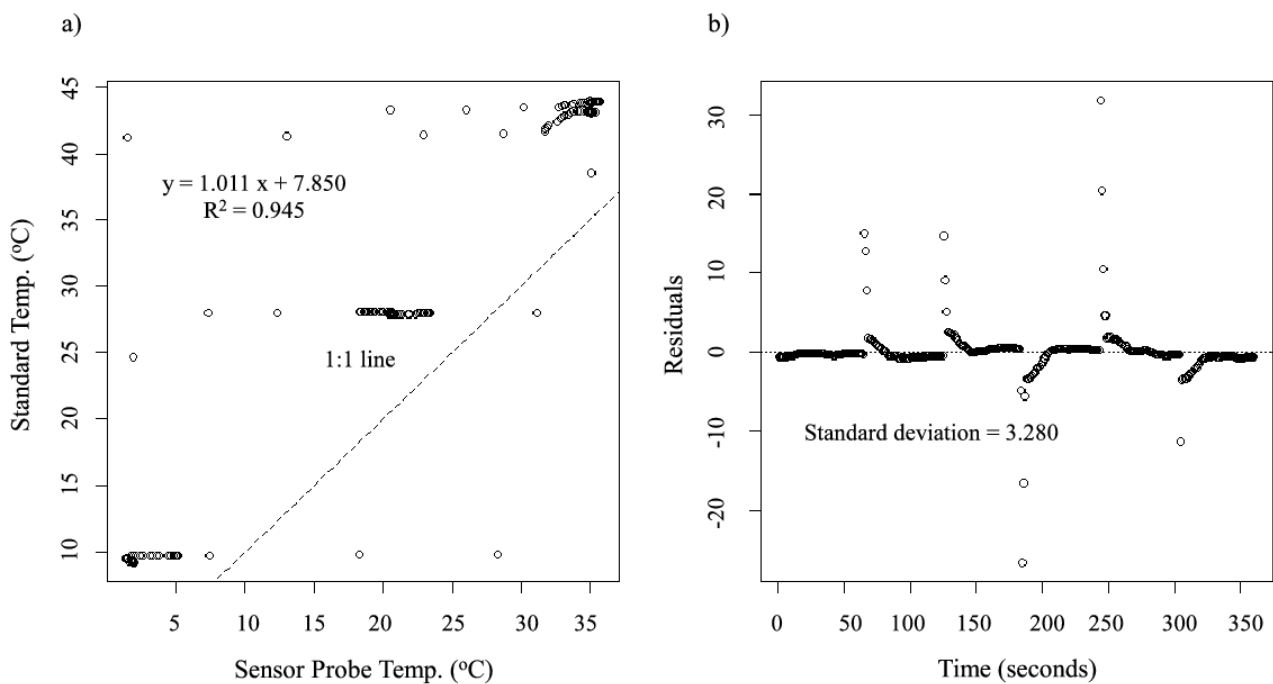 a)
Standard Temp. (°C)
45
40
35
30
25
20
15
10
y = 1.011 x + 7.850
R² = 0.945
1:1 line
5
10
15
20
25
30
35
Sensor Probe Temp. (°C)
b)
Residuals
30
20
10
0
-10
-20
Standard deviation = 3.280
0
50
100
150
200
250
300
350
Time (seconds)